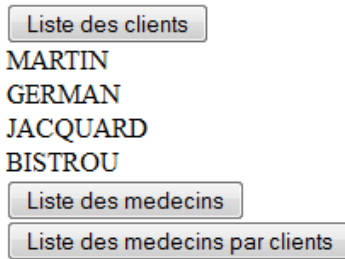 Liste des clients
MARTIN
GERMAN
JACQUARD
BISTROU
Liste des medecins
Liste des medecins par clients